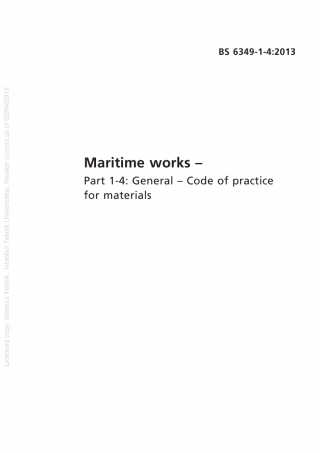 BS 6349-1-4:2013
Maritime works –
Part 1-4: General – Code of practice
for materials
Licensed copy: Istanbul Teknik , Istanbul Teknik Universitesi, Version correct as of 02/04/2018